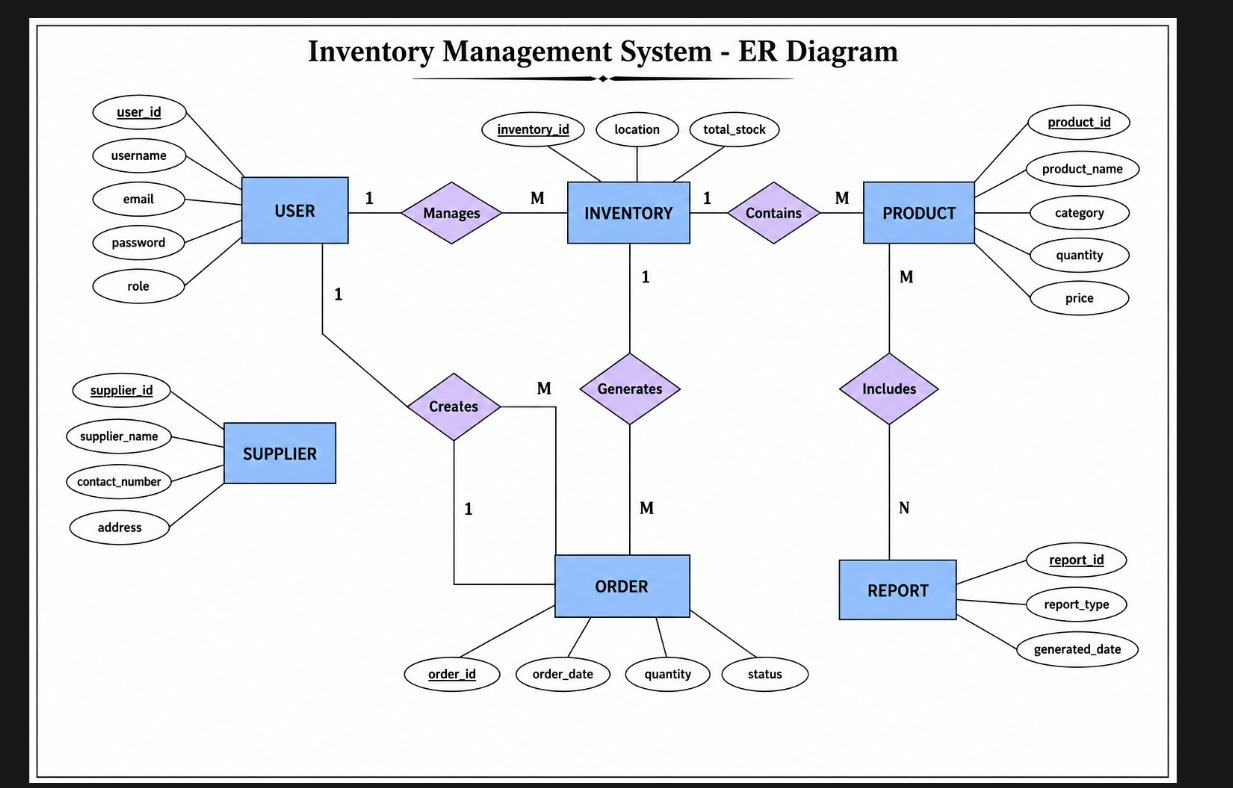 Inventory Management System - ER Diagram
user_id
username
email
password
role
USER
1
Manages
M
inventory_id
location
total_stock
INVENTORY
1
Contains
M
product_id
product_name
category
quantity
price
PRODUCT
1
1
M
supplier_id
supplier_name
contact_number
address
SUPPLIER
Creates
M
1
Generates
M
Includes
N
ORDER
order_id
order_date
quantity
status
REPORT
report_id
report_type
generated_date